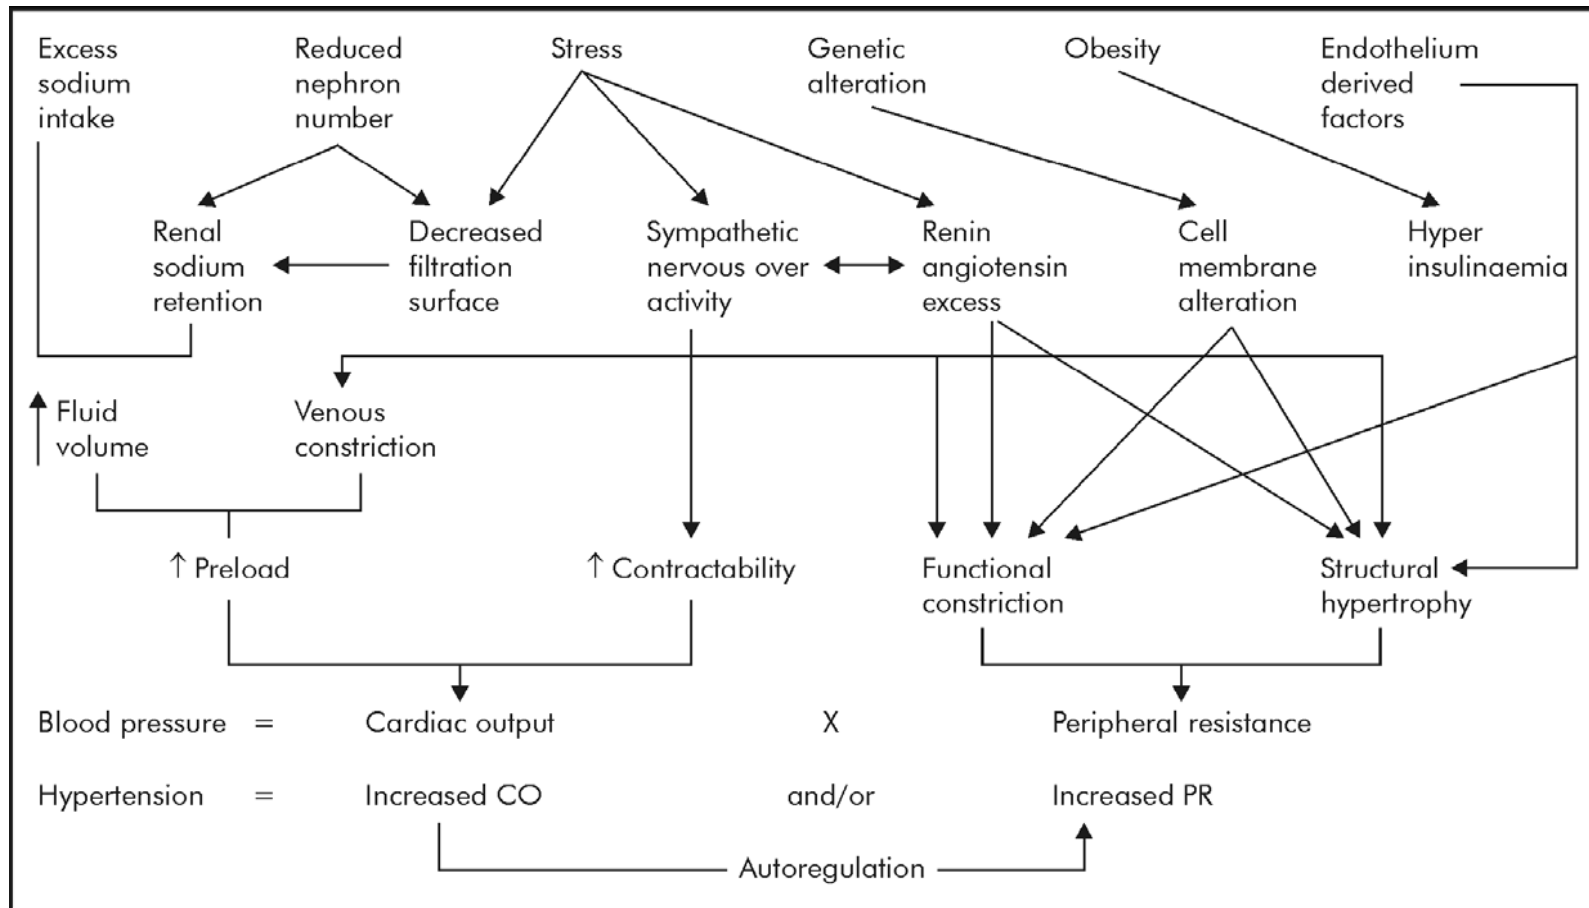 Excess
sodium
intake
Reduced
nephron
number
Stress
Genetic
alteration
Obesity
Endothelium
derived
factors
Renal
sodium
retention
Decreased
filtration
surface
Sympathetic
nervous over
activity
Renin
angiotensin
excess
Cell
membrane
alteration
Hyper
insulinaemia
Fluid
volume
Venous
constriction
↑ Preload
↑ Contractability
Functional
constriction
Structural
hypertrophy
Blood pressure = Cardiac output X Peripheral resistance
Hypertension = Increased CO and/or Increased PR
Autoregulation